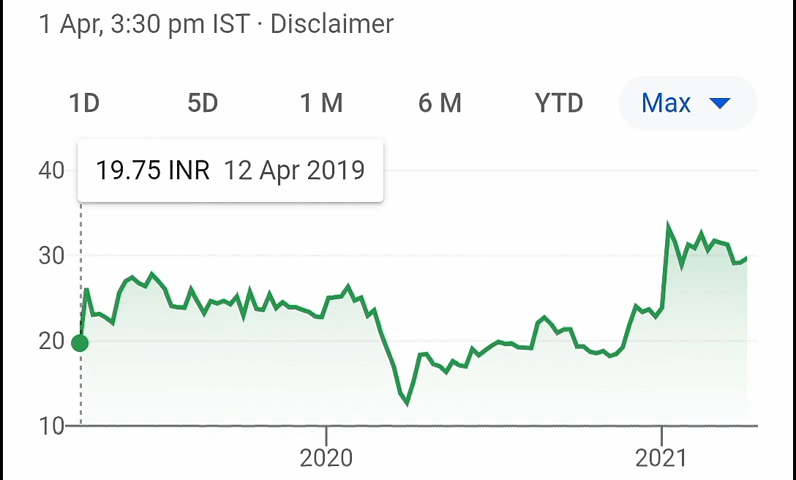 1 Apr, 3:30 pm IST · Disclaimer
1D 5D 1 M 6 M YTD Max
19.75 INR 12 Apr 2019
40
30
20
10
2020 2021